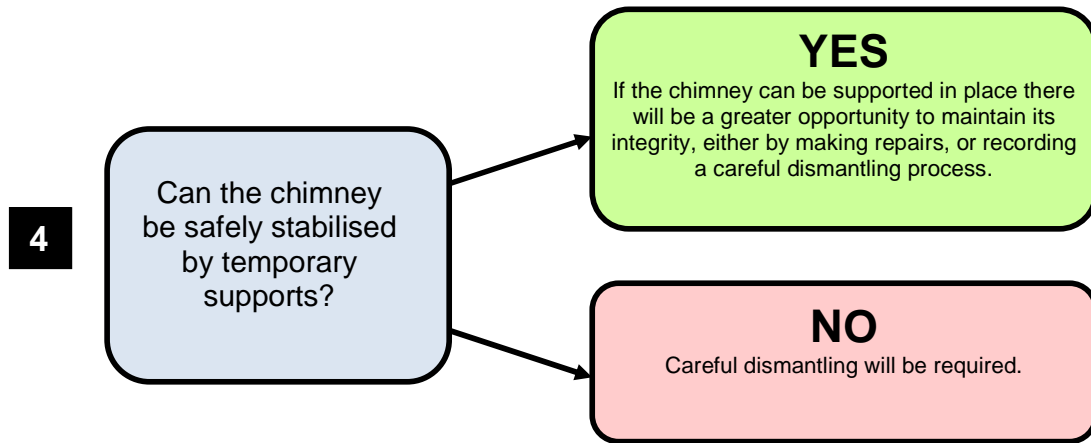 4
Can the chimney
be safely stabilised
by temporary
supports?
YES
If the chimney can be supported in place there
will be a greater opportunity to maintain its
integrity, either by making repairs, or recording
a careful dismantling process.
NO
Careful dismantling will be required.